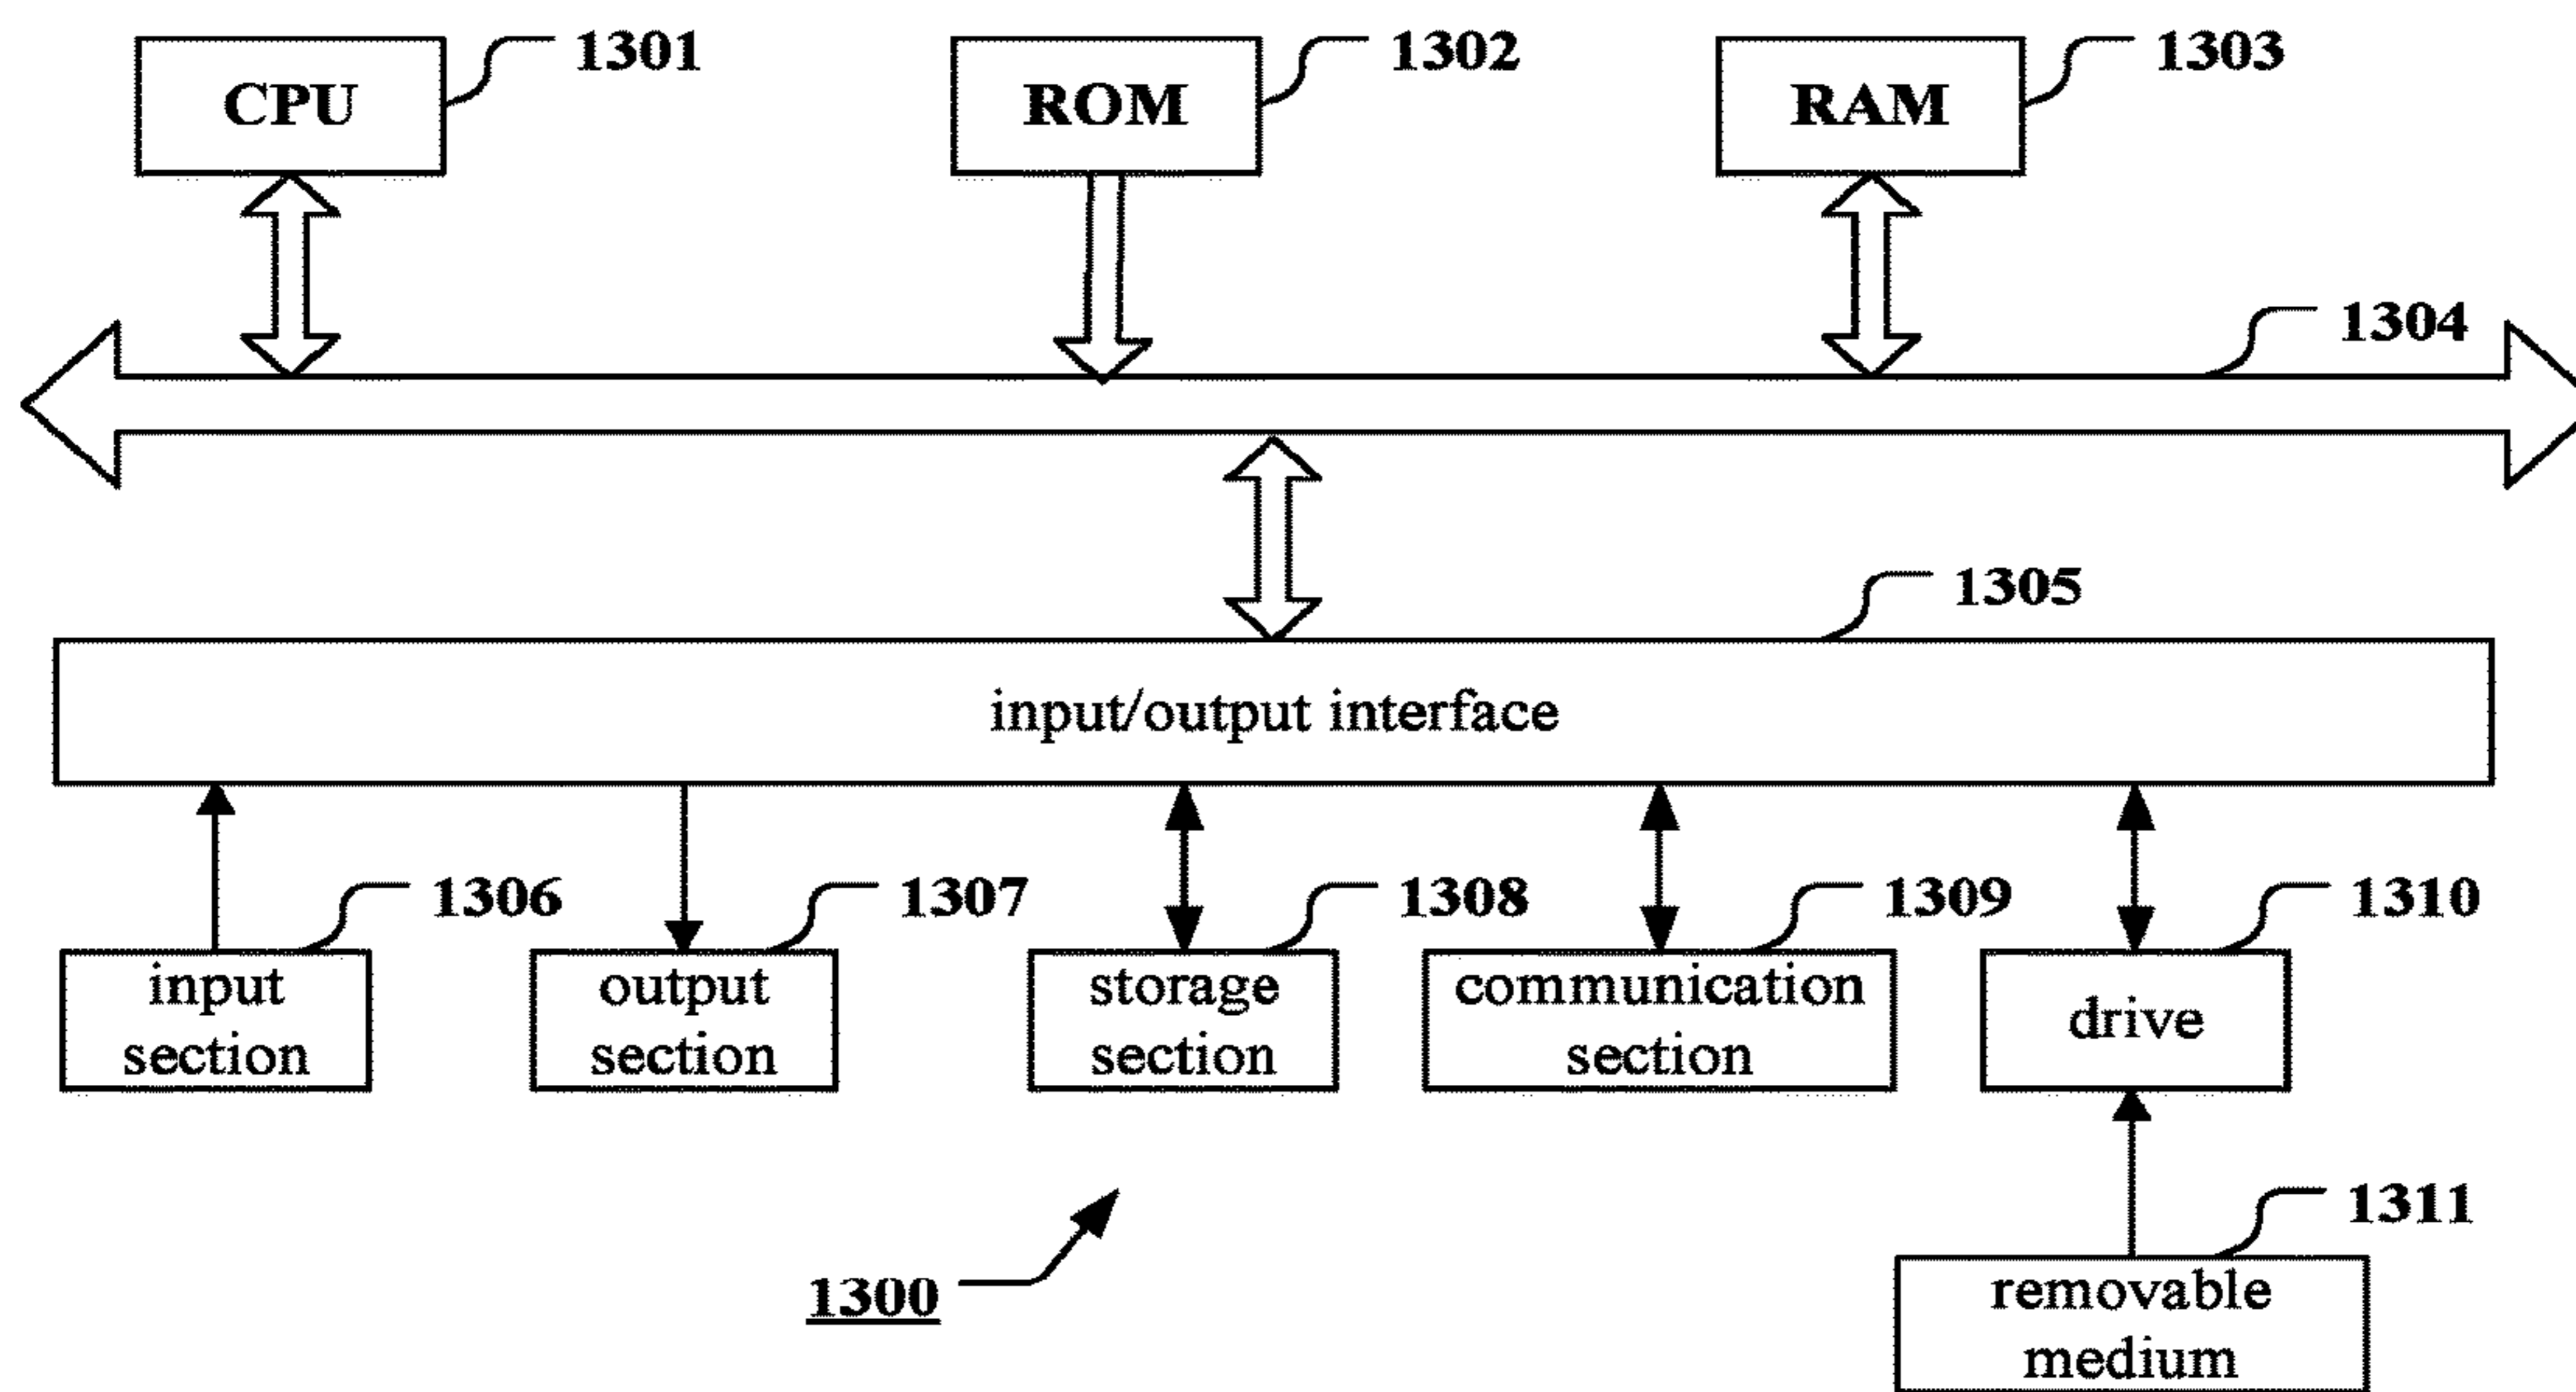 CPU
1301
ROM
1302
RAM
1303
1304
1305
input/output interface
1306
1307
1308
1309
1310
input
section
output
section
storage
section
communication
section
drive
1311
1300
removable
medium